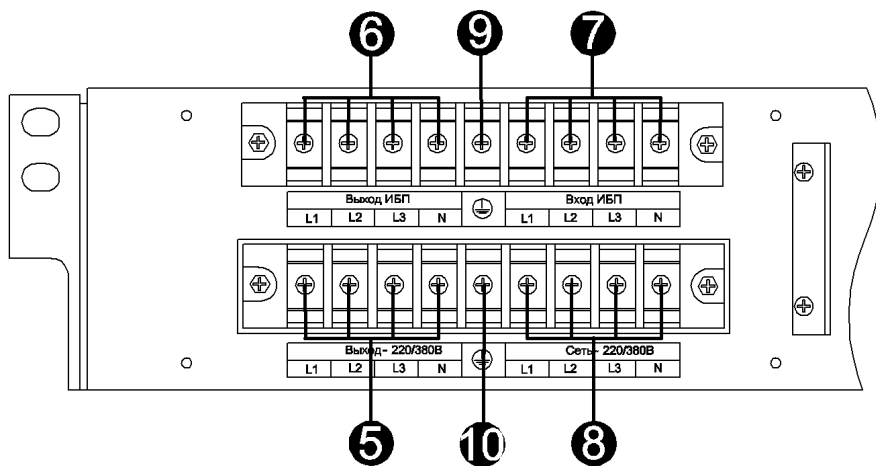 6 9 7
Выход ИБП Вход ИБП
L1 L2 L3 N L1 L2 L3 N
Выход~ 220/380В Сеть~ 220/380В
L1 L2 L3 N L1 L2 L3 N
5 10 8